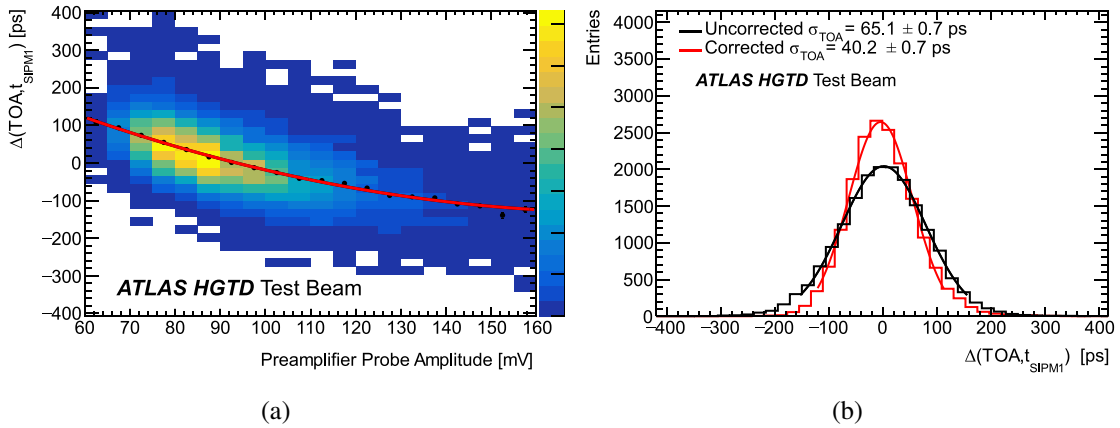 Δ(TOA,t_SIPM1) [ps]
400
300
200
100
0
−100
−200
−300
−400
ATLAS HGTD Test Beam
60 70 80 90 100 110 120 130 140 150 160
Preamplifier Probe Amplitude [mV]
(a)
Entries
4000
3500
3000
2500
2000
1500
1000
500
0
Uncorrected σ_TOA = 65.1 ± 0.7 ps
Corrected σ_TOA = 40.2 ± 0.7 ps
ATLAS HGTD Test Beam
−400 −300 −200 −100 0 100 200 300 400
Δ(TOA,t_SIPM1) [ps]
(b)